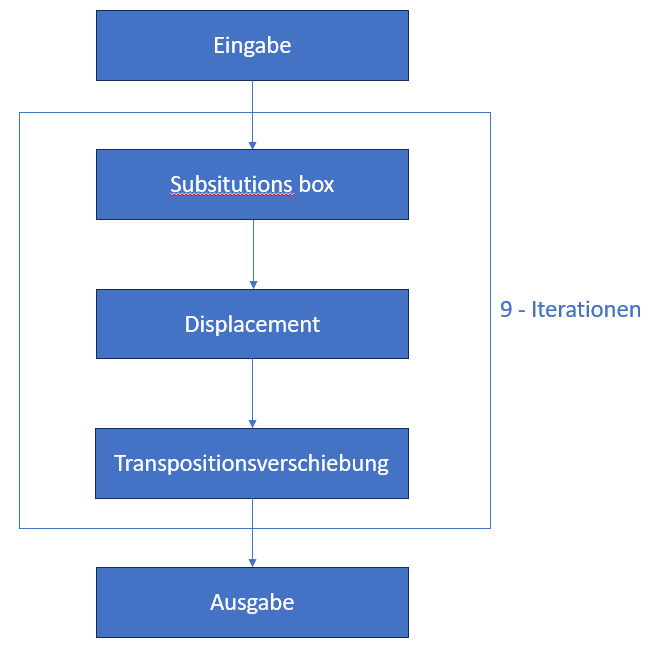 Eingabe
Subsitutions box
Displacement
9 - Iterationen
Transpositionsverschiebung
Ausgabe